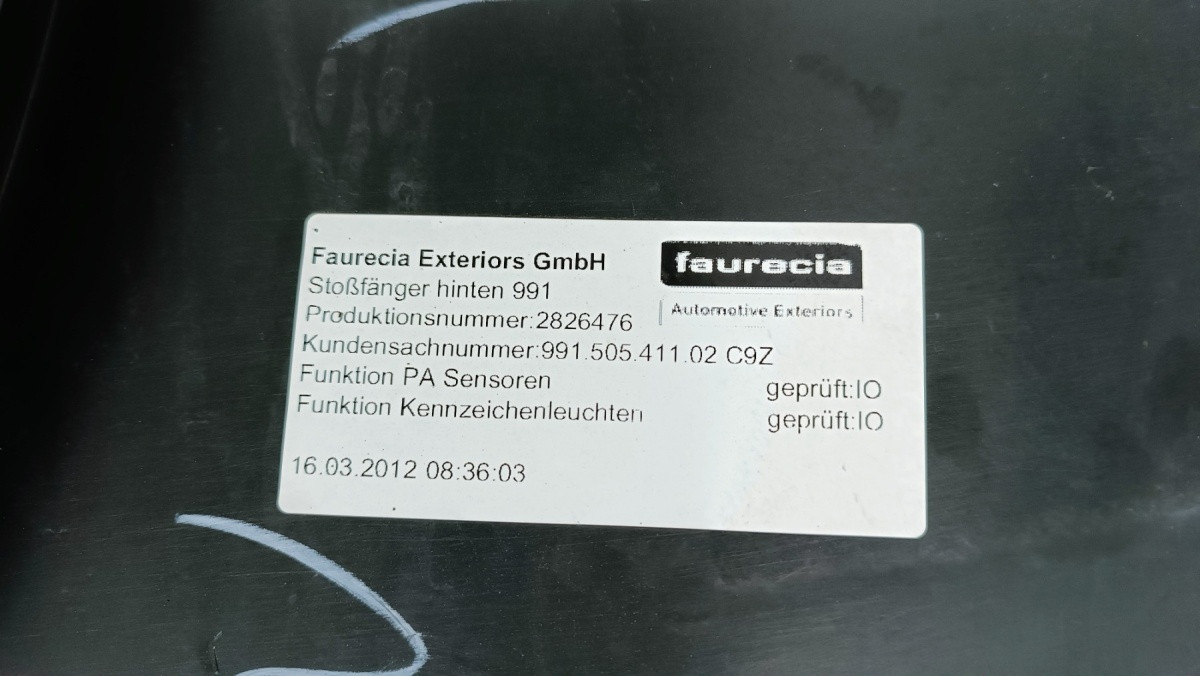 Faurecia Exteriors GmbH
faurecia
Automotive Exteriors
Stoßfänger hinten 991
Produktionsnummer:2826476
Kundensachnummer:991.505.411.02 C9Z
Funktion PA Sensoren geprüft:IO
Funktion Kennzeichenleuchten geprüft:IO
16.03.2012 08:36:03